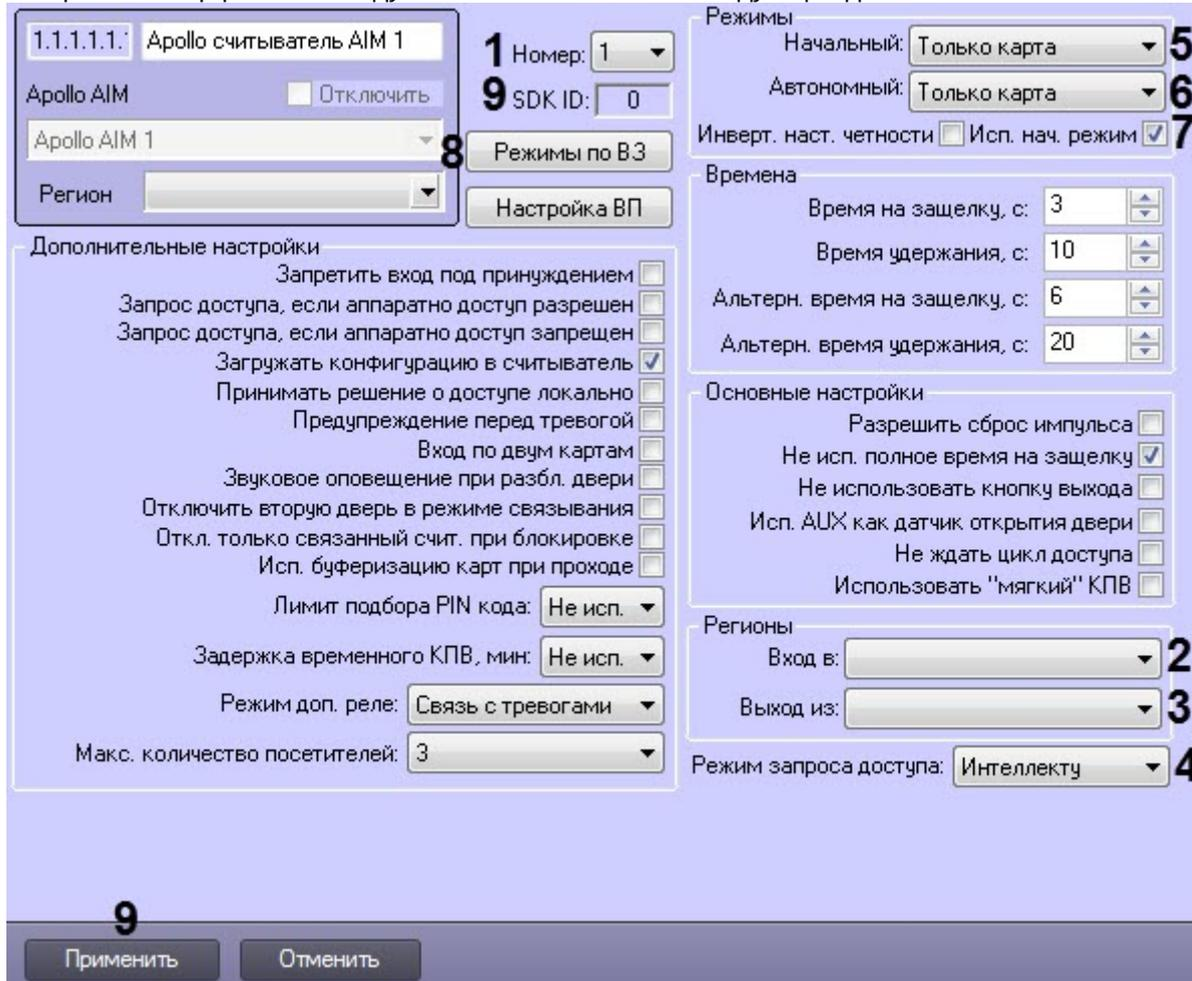 1.1.1.1.1. Apollo считыватель AIM 1
Apollo AIM Отключить
Apollo AIM 1
Регион
1 Номер: 1
9 SDK ID: 0
8 Режимы по ВЗ
Настройка ВП
Режимы
Начальный: Только карта 5
Автономный: Только карта 6
Инверт. наст. четности Исп. нач. режим 7
Времена
Время на защелку, с: 3
Время удержания, с: 10
Альтерн. время на защелку, с: 6
Альтерн. время удержания, с: 20
Дополнительные настройки
Запретить вход под принуждением
Запрос доступа, если аппаратно доступ разрешен
Запрос доступа, если аппаратно доступ запрещен
Загружать конфигурацию в считыватель
Принимать решение о доступе локально
Предупреждение перед тревогой
Вход по двум картам
Звуковое оповещение при разбл. двери
Отключить вторую дверь в режиме связывания
Откл. только связанный счит. при блокировке
Исп. буферизацию карт при проходе
Лимит подбора PIN кода: Не исп.
Задержка временного КПВ, мин: Не исп.
Режим доп. реле: Связь с тревогами
Макс. количество посетителей: 3
Основные настройки
Разрешить сброс импульса
Не исп. полное время на защелку
Не использовать кнопку выхода
Исп. AUX как датчик открытия двери
Не ждать цикл доступа
Использовать "мягкий" КПВ
Регионы
Вход в: 2
Выход из: 3
Режим запроса доступа: Интеллекту 4
9
Применить Отменить